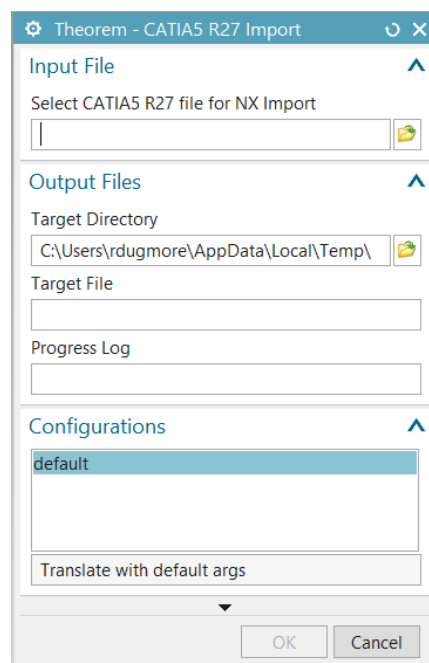 Theorem - CATIA5 R27 Import
Input File
Select CATIA5 R27 file for NX Import
Output Files
Target Directory
C:\Users\rdugmore\AppData\Local\Temp\
Target File
Progress Log
Configurations
default
Translate with default args
OK Cancel